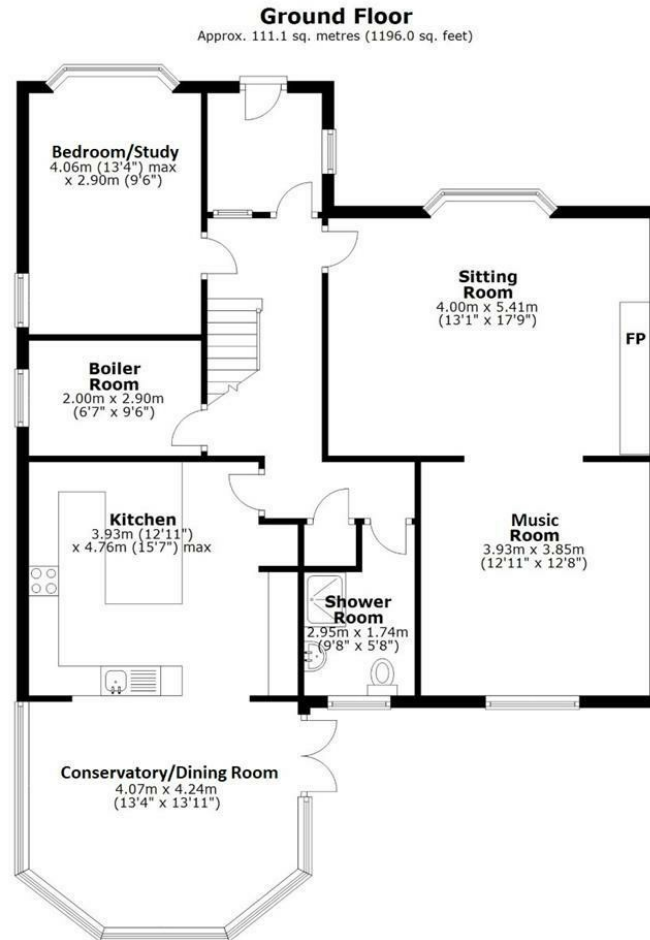 Ground Floor
Approx. 111.1 sq. metres (1196.0 sq. feet)
Bedroom/Study
4.06m (13'4") max
x 2.90m (9'6")
Sitting
Room
4.00m x 5.41m
(13'1" x 17'9")
FP
Boiler
Room
2.00m x 2.90m
(6'7" x 9'6")
Kitchen
3.93m (12'11")
x 4.76m (15'7") max
Music
Room
3.93m x 3.85m
(12'11" x 12'8")
Shower
Room
2.95m x 1.74m
(9'8" x 5'8")
Conservatory/Dining Room
4.07m x 4.24m
(13'4" x 13'11")